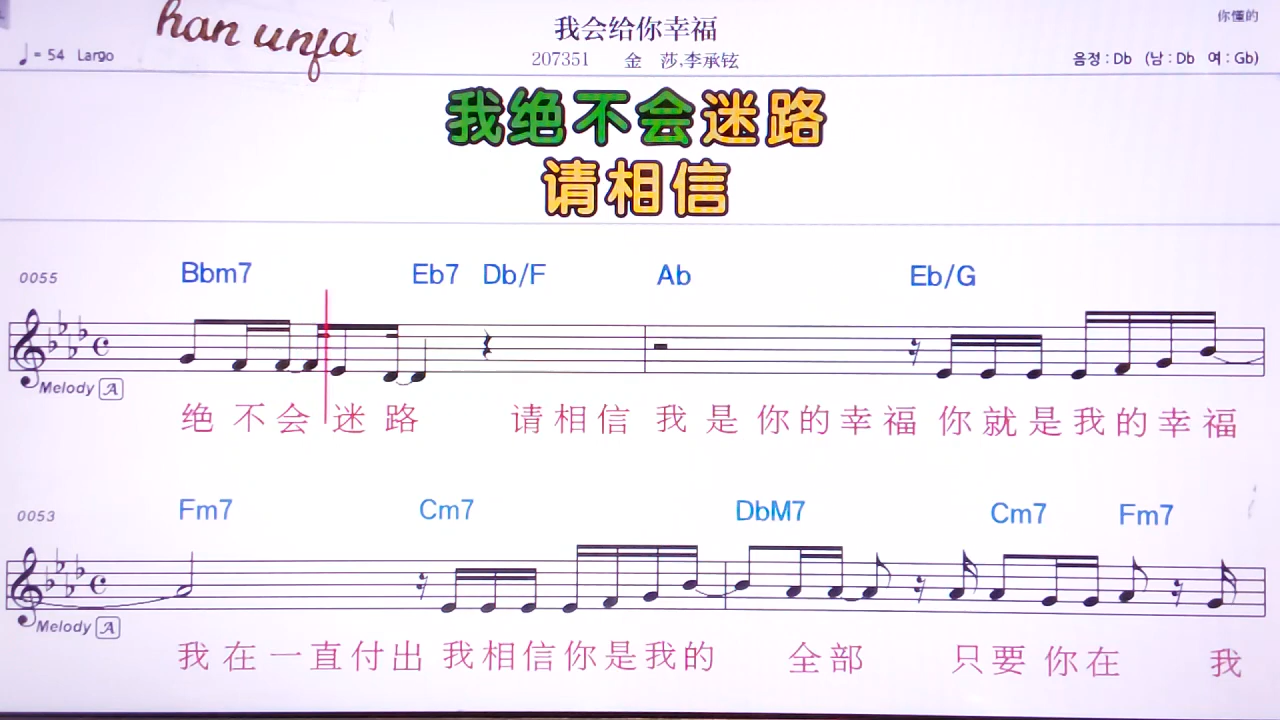 han unfa
我会给你幸福
你懂的
♩= 54 Largo
207351 金 莎,李承铉
음정 : Db (남 : Db 여 : Gb)
我绝不会迷路
请相信
0055 Bbm7 Eb7 Db/F Ab Eb/G
Melody A
绝不会迷路 请相信我是你的幸福你就是我的幸福
0053 Fm7 Cm7 DbM7 Cm7 Fm7
Melody A
我在一直付出我相信你是我的 全部 只要你在 我